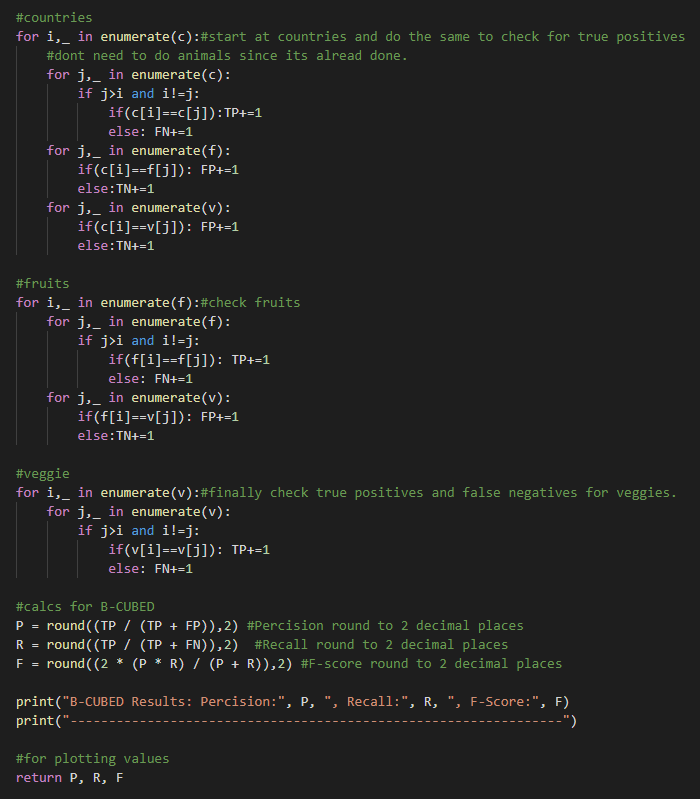 #countries
for i,_ in enumerate(c):#start at countries and do the same to check for true positives
    #dont need to do animals since its alread done.
    for j,_ in enumerate(c):
        if j>i and i!=j:
            if(c[i]==c[j]):TP+=1
            else: FN+=1
    for j,_ in enumerate(f):
        if(c[i]==f[j]): FP+=1
        else:TN+=1
    for j,_ in enumerate(v):
        if(c[i]==v[j]): FP+=1
        else:TN+=1

#fruits
for i,_ in enumerate(f):#check fruits
    for j,_ in enumerate(f):
        if j>i and i!=j:
            if(f[i]==f[j]): TP+=1
            else: FN+=1
    for j,_ in enumerate(v):
        if(f[i]==v[j]): FP+=1
        else:TN+=1

#veggie
for i,_ in enumerate(v):#finally check true positives and false negatives for veggies.
    for j,_ in enumerate(v):
        if j>i and i!=j:
            if(v[i]==v[j]): TP+=1
            else: FN+=1

#calcs for B-CUBED
P = round((TP / (TP + FP)),2) #Percision round to 2 decimal places
R = round((TP / (TP + FN)),2)  #Recall round to 2 decimal places
F = round((2 * (P * R) / (P + R)),2) #F-score round to 2 decimal places

print("B-CUBED Results: Percision:", P, ", Recall:", R, ", F-Score:", F)
print("----------------------------------------------------------------")

#for plotting values
return P, R, F